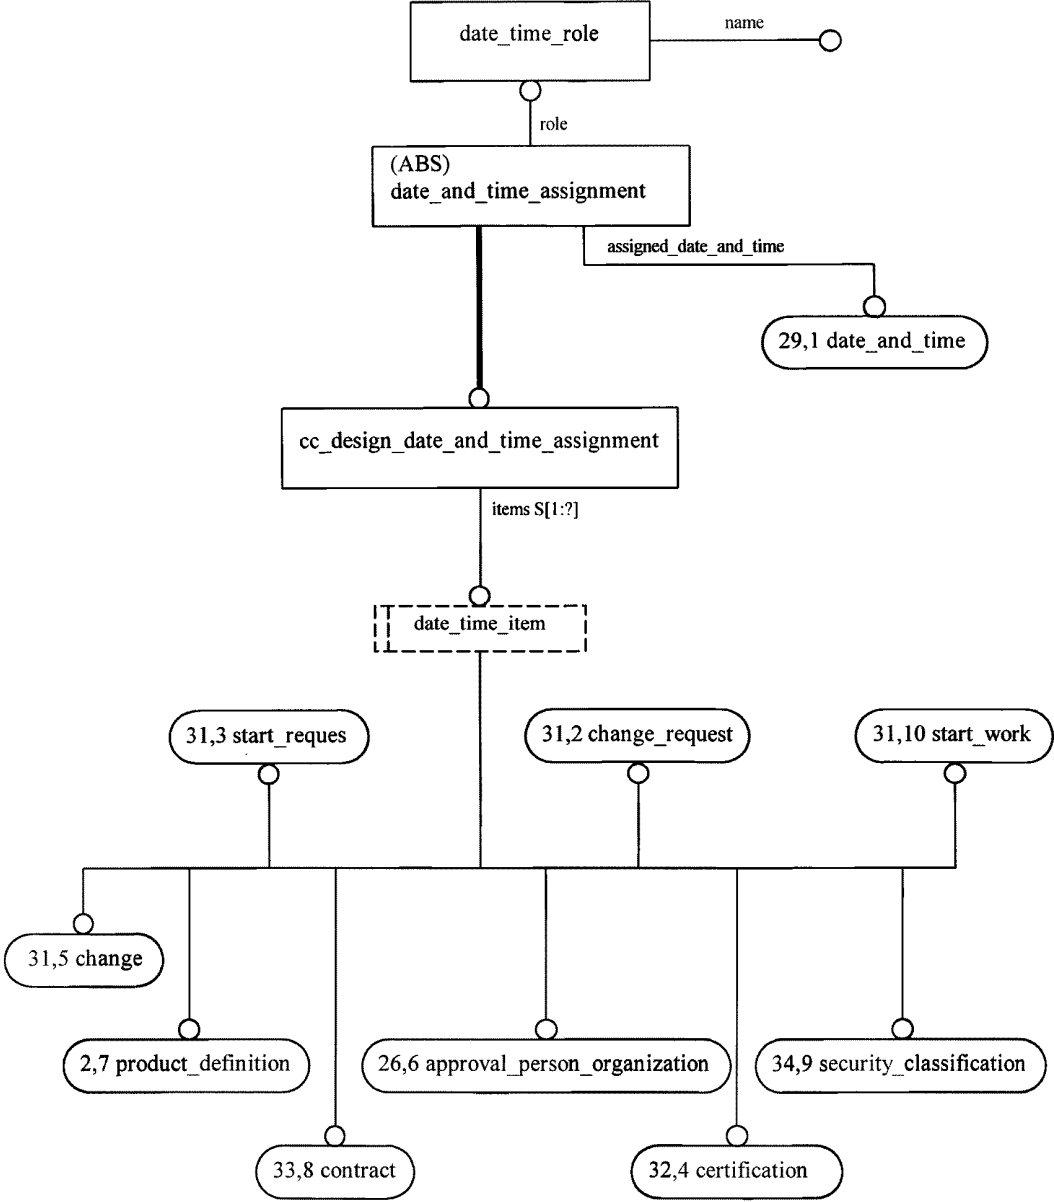 date_time_role
name
role
(ABS)
date_and_time_assignment
assigned_date_and_time
29,1 date_and_time
cc_design_date_and_time_assignment
items S[1:?]
date_time_item
31,3 start_reques
31,2 change_request
31,10 start_work
31,5 change
2,7 product_definition
26,6 approval_person_organization
34,9 security_classification
33,8 contract
32,4 certification